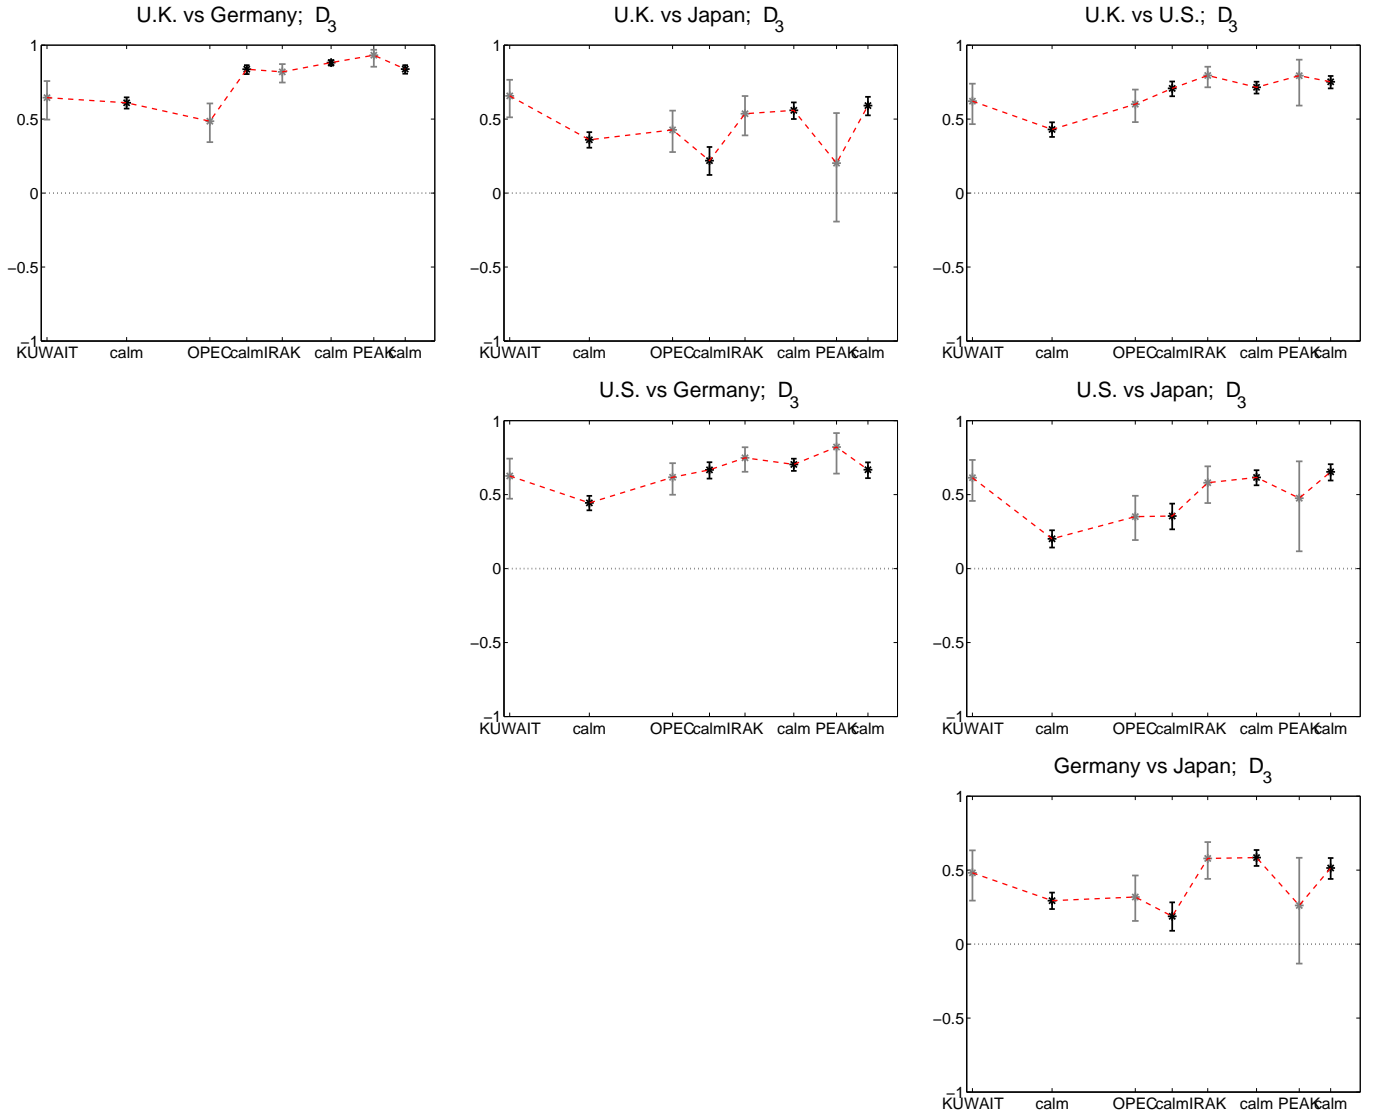 U.K. vs Germany; D3
U.K. vs Japan; D3
U.K. vs U.S.; D3
1
0.5
0
−0.5
−1
KUWAIT calm OPEC calm IRAK calm PEAK calm
1
0.5
0
−0.5
−1
KUWAIT calm OPEC calm IRAK calm PEAK calm
1
0.5
0
−0.5
−1
KUWAIT calm OPEC calm IRAK calm PEAK calm
U.S. vs Germany; D3
U.S. vs Japan; D3
1
0.5
0
−0.5
−1
KUWAIT calm OPEC calm IRAK calm PEAK calm
1
0.5
0
−0.5
−1
KUWAIT calm OPEC calm IRAK calm PEAK calm
Germany vs Japan; D3
1
0.5
0
−0.5
−1
KUWAIT calm OPEC calm IRAK calm PEAK calm